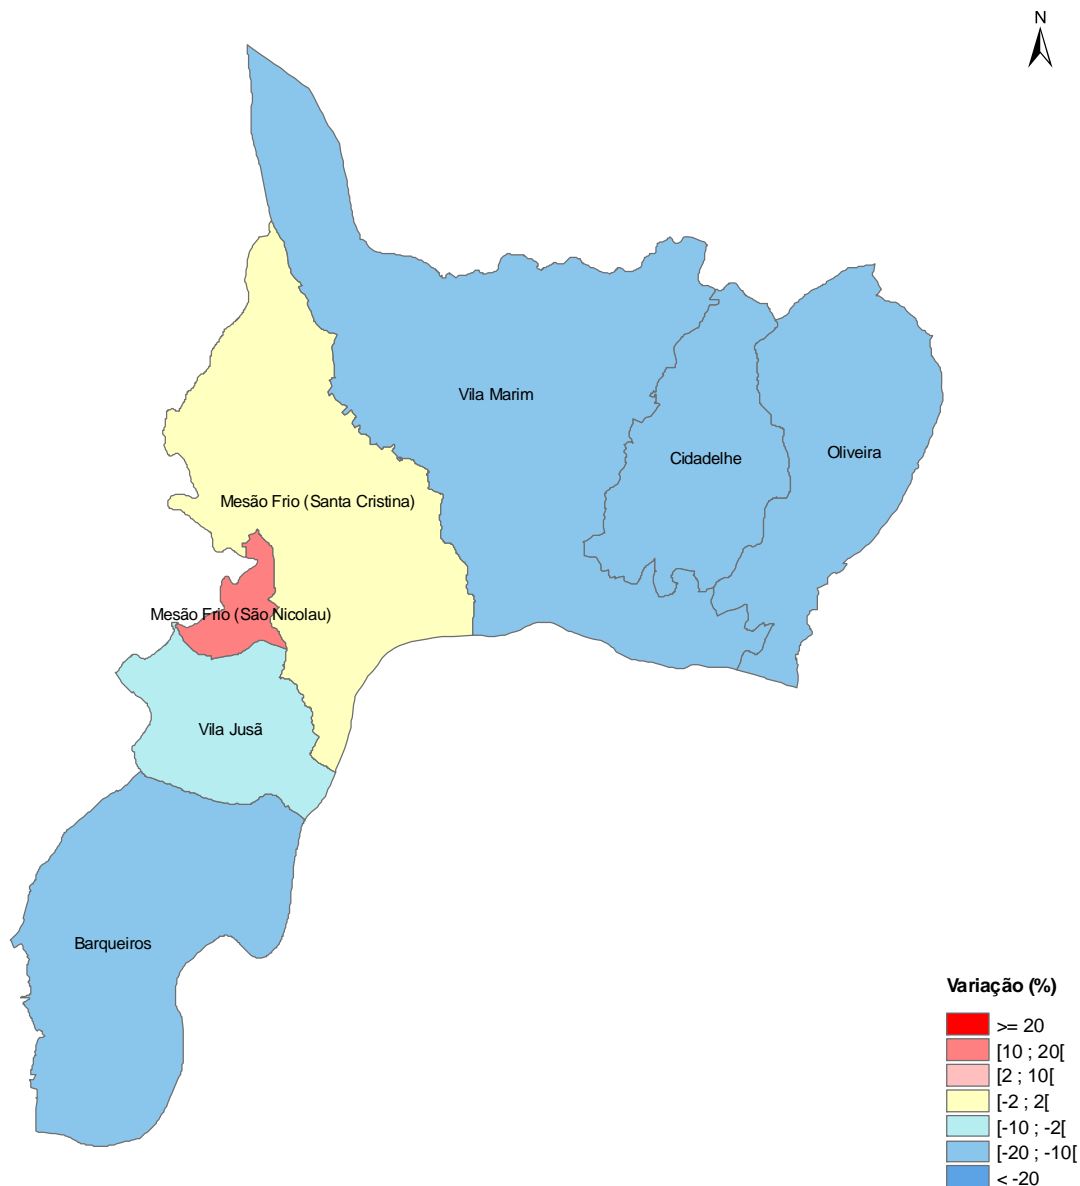 N
Vila Marim
Cidadelhe
Oliveira
Mesão Frio (Santa Cristina)
Mesão Frio (São Nicolau)
Vila Jusã
Barqueiros
Variação (%)
>= 20
[10 ; 20[
[2 ; 10[
[-2 ; 2[
[-10 ; -2[
[-20 ; -10[
< -20